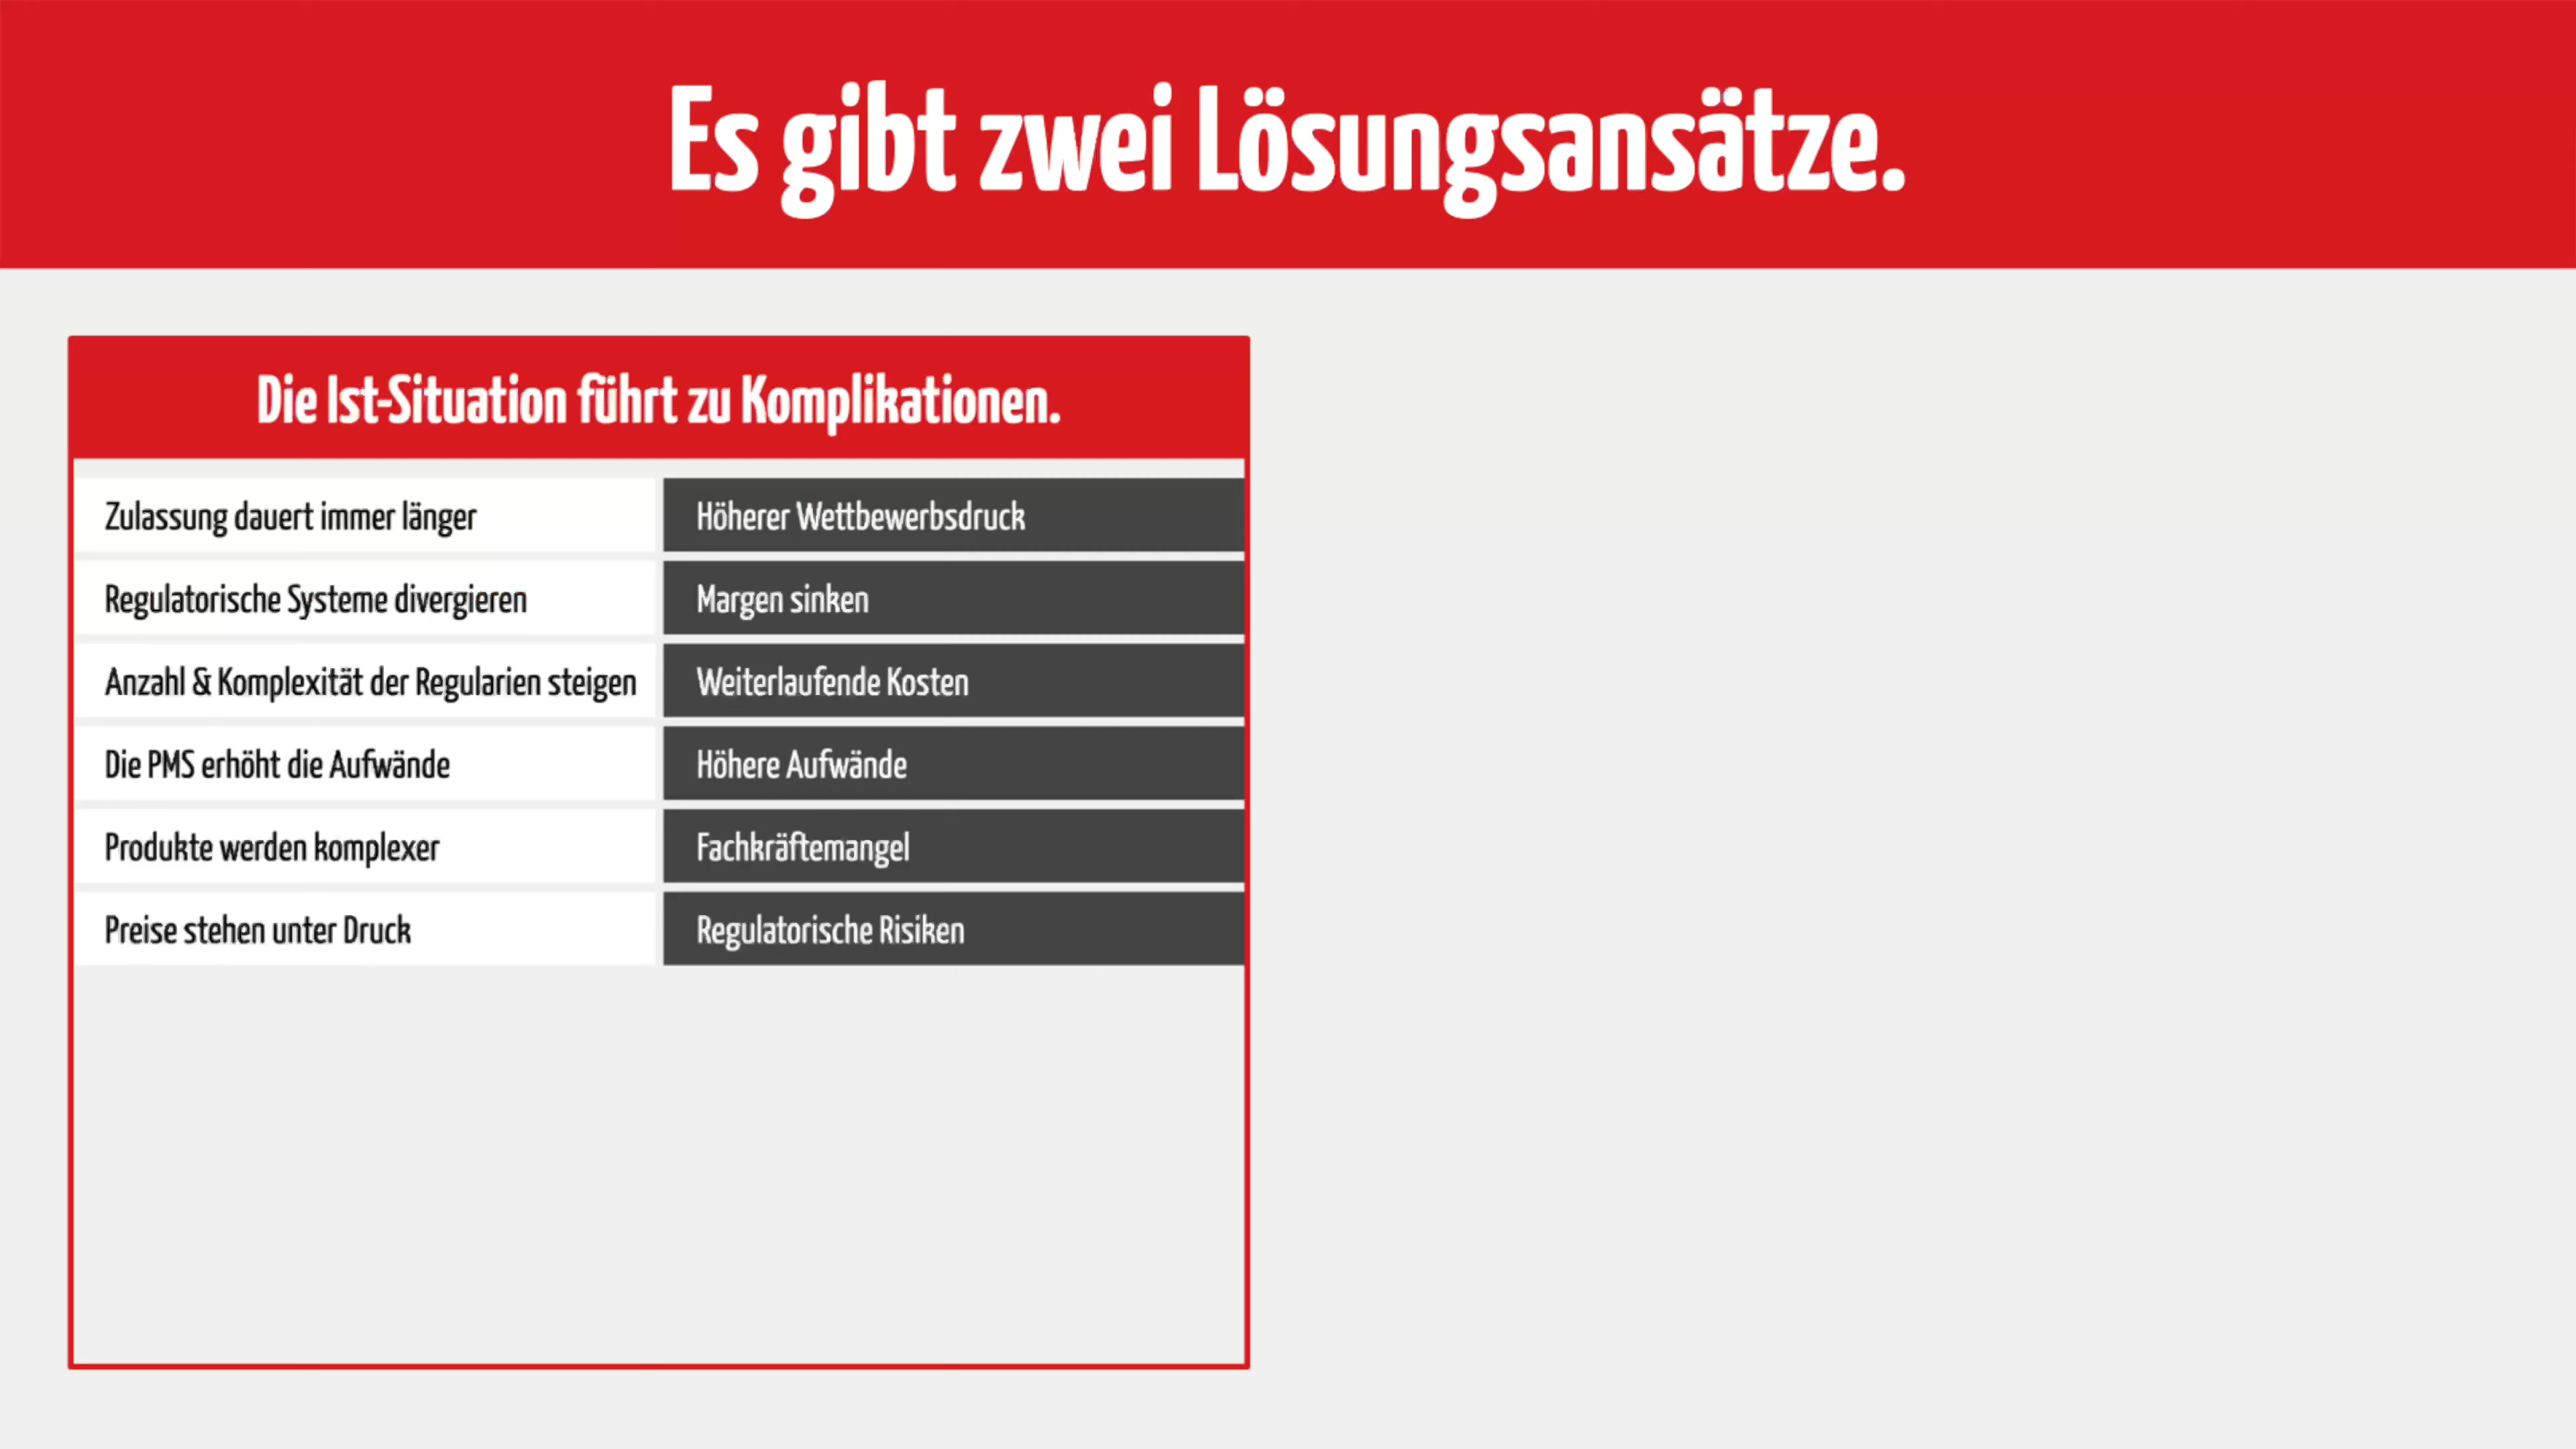 Es gibt zwei Lösungsansätze.
Die Ist-Situation führt zu Komplikationen.
Zulassung dauert immer länger
Höherer Wettbewerbsdruck
Regulatorische Systeme divergieren
Margen sinken
Anzahl & Komplexität der Regularien steigen
Weiterlaufende Kosten
Die PMS erhöht die Aufwände
Höhere Aufwände
Produkte werden komplexer
Fachkräftemangel
Preise stehen unter Druck
Regulatorische Risiken